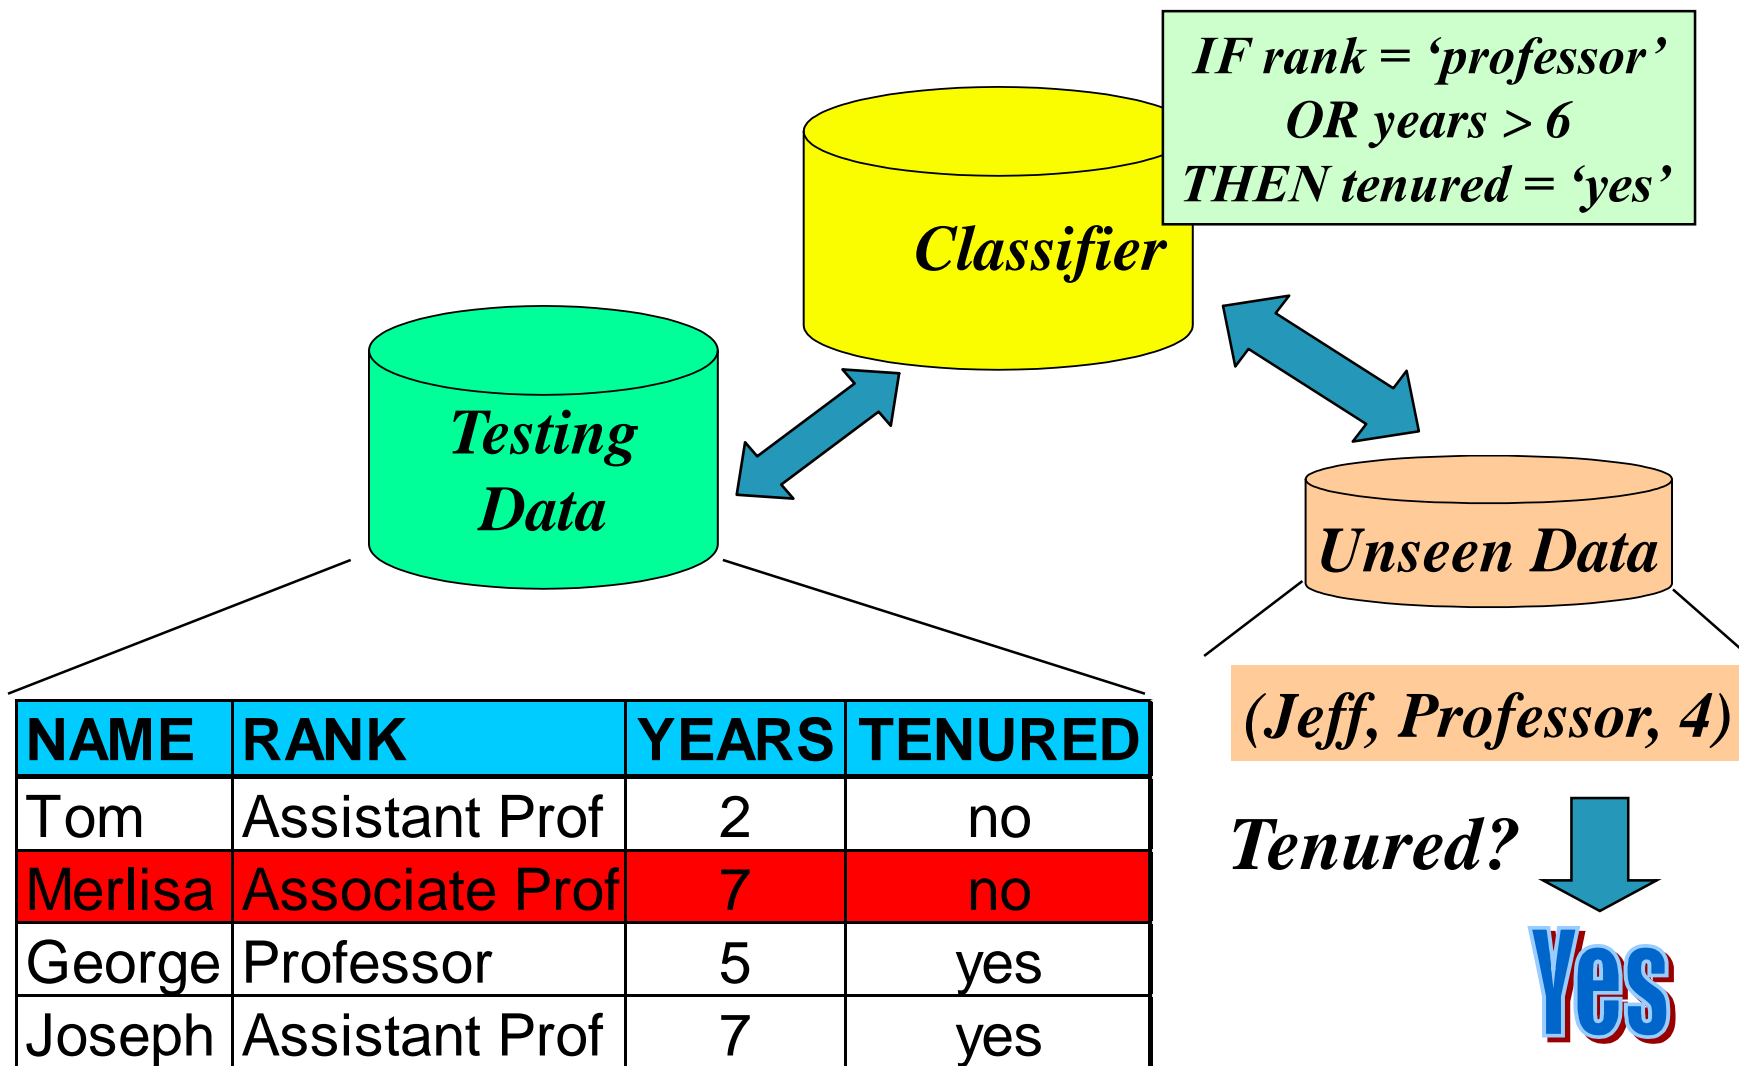 IF rank = ‘professor’
OR years > 6
THEN tenured = ‘yes’
Classifier
Testing
Data
Unseen Data
(Jeff, Professor, 4)
NAME RANK YEARS TENURED
Tom Assistant Prof 2 no
Merlisa Associate Prof 7 no
George Professor 5 yes
Joseph Assistant Prof 7 yes
Tenured?
Yes